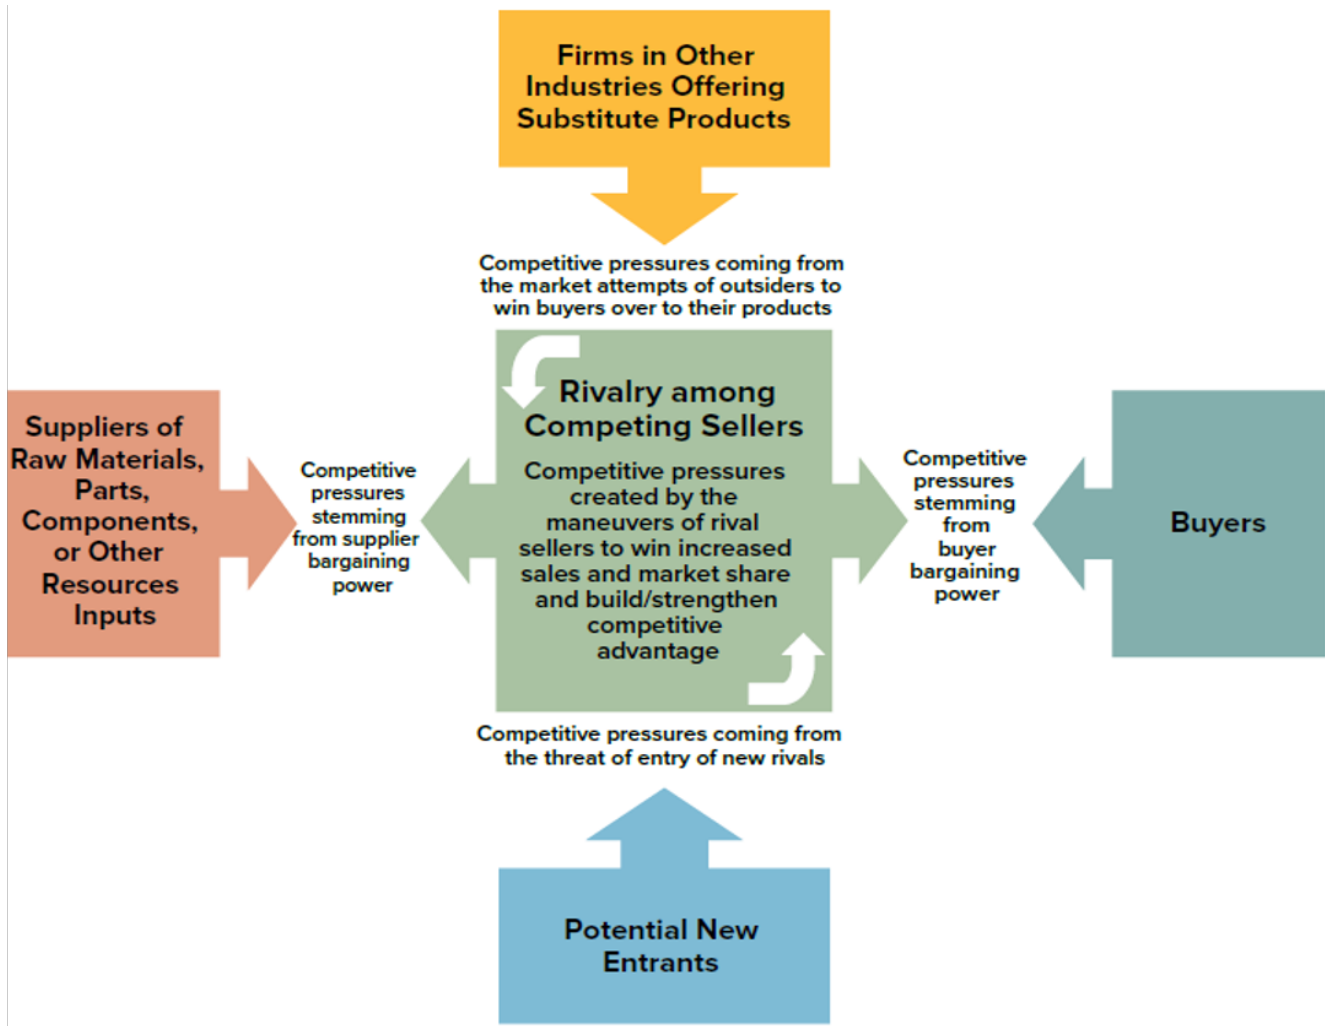 Firms in Other
Industries Offering
Substitute Products
Competitive pressures coming from
the market attempts of outsiders to
win buyers over to their products
Suppliers of
Raw Materials,
Parts,
Components,
or Other
Resources
Inputs
Competitive
pressures
stemming
from supplier
bargaining
power
Rivalry among
Competing Sellers
Competitive pressures
created by the
maneuvers of rival
sellers to win increased
sales and market share
and build/strengthen
competitive
advantage
Competitive
pressures
stemming
from
buyer
bargaining
power
Buyers
Competitive pressures coming from
the threat of entry of new rivals
Potential New
Entrants